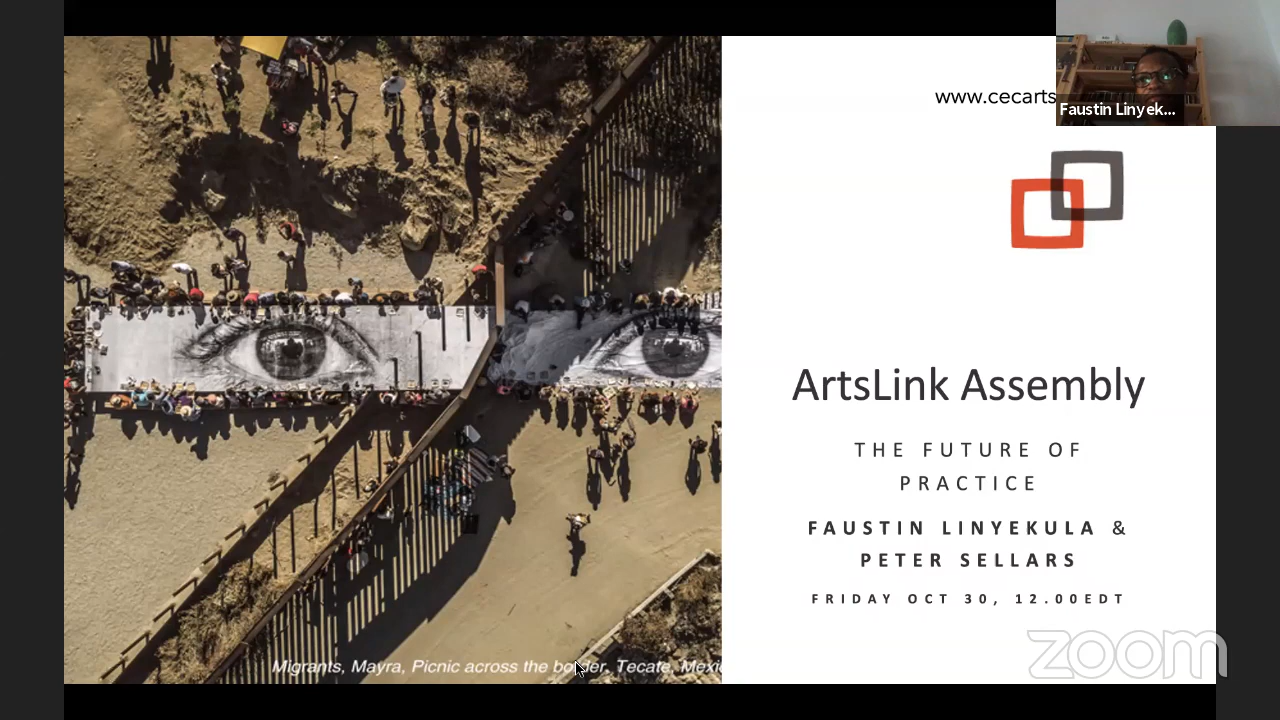 www.cecarts
Faustin Linyek...
ArtsLink Assembly
THE FUTURE OF
PRACTICE
FAUSTIN LINYEKULA &
PETER SELLARS
FRIDAY OCT 30, 12.00EDT
zoom
Migrants, Mayra, Picnic across the border, Tecate, Mexic